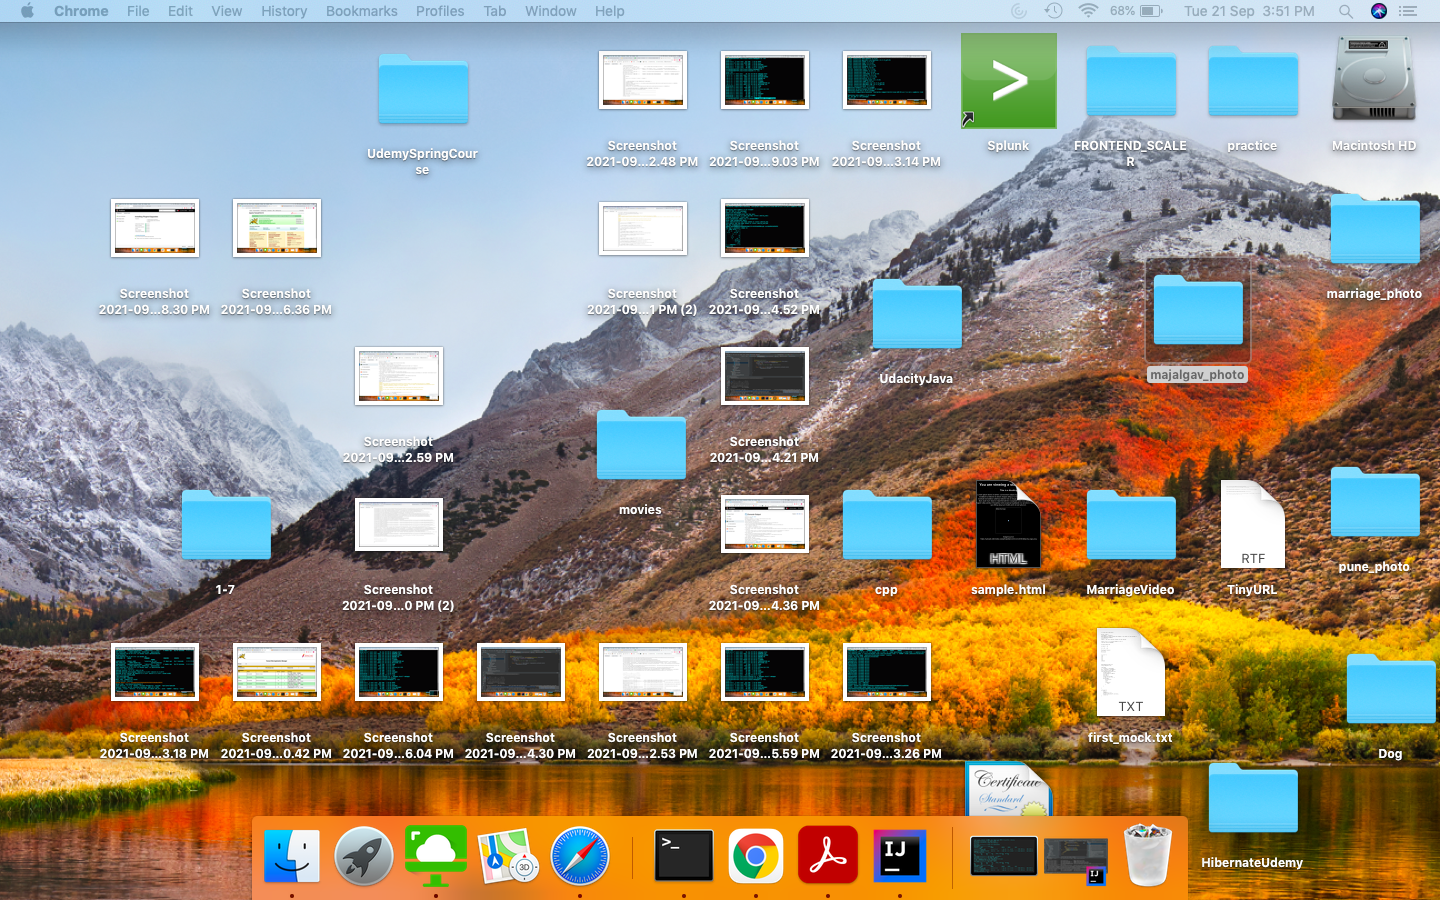 Chrome File Edit View History Bookmarks Profiles Tab Window Help 68% Tue 21 Sep 3:51 PM
UdemySpringCour
se
Screenshot
2021-09...2.48 PM
Screenshot
2021-09...9.03 PM
Screenshot
2021-09...3.14 PM
>
Splunk
FRONTEND_SCALE
R
practice
Macintosh HD
Screenshot
2021-09...8.30 PM
Screenshot
2021-09...6.36 PM
Screenshot
2021-09...1 PM (2)
Screenshot
2021-09...4.52 PM
marriage_photo
UdacityJava
majalgav_photo
Screenshot
2021-09...2.59 PM
Screenshot
2021-09...4.21 PM
movies
1-7
Screenshot
2021-09...0 PM (2)
Screenshot
2021-09...4.36 PM
cpp
HTML
sample.html
MarriageVideo
RTF
TinyURL
pune_photo
Screenshot
2021-09...3.18 PM
Screenshot
2021-09...0.42 PM
Screenshot
2021-09...6.04 PM
Screenshot
2021-09...4.30 PM
Screenshot
2021-09...2.53 PM
Screenshot
2021-09...5.59 PM
Screenshot
2021-09...3.26 PM
TXT
first_mock.txt
Dog
Certificate
Standard
HibernateUdemy
3D
>_
IJ
IJ